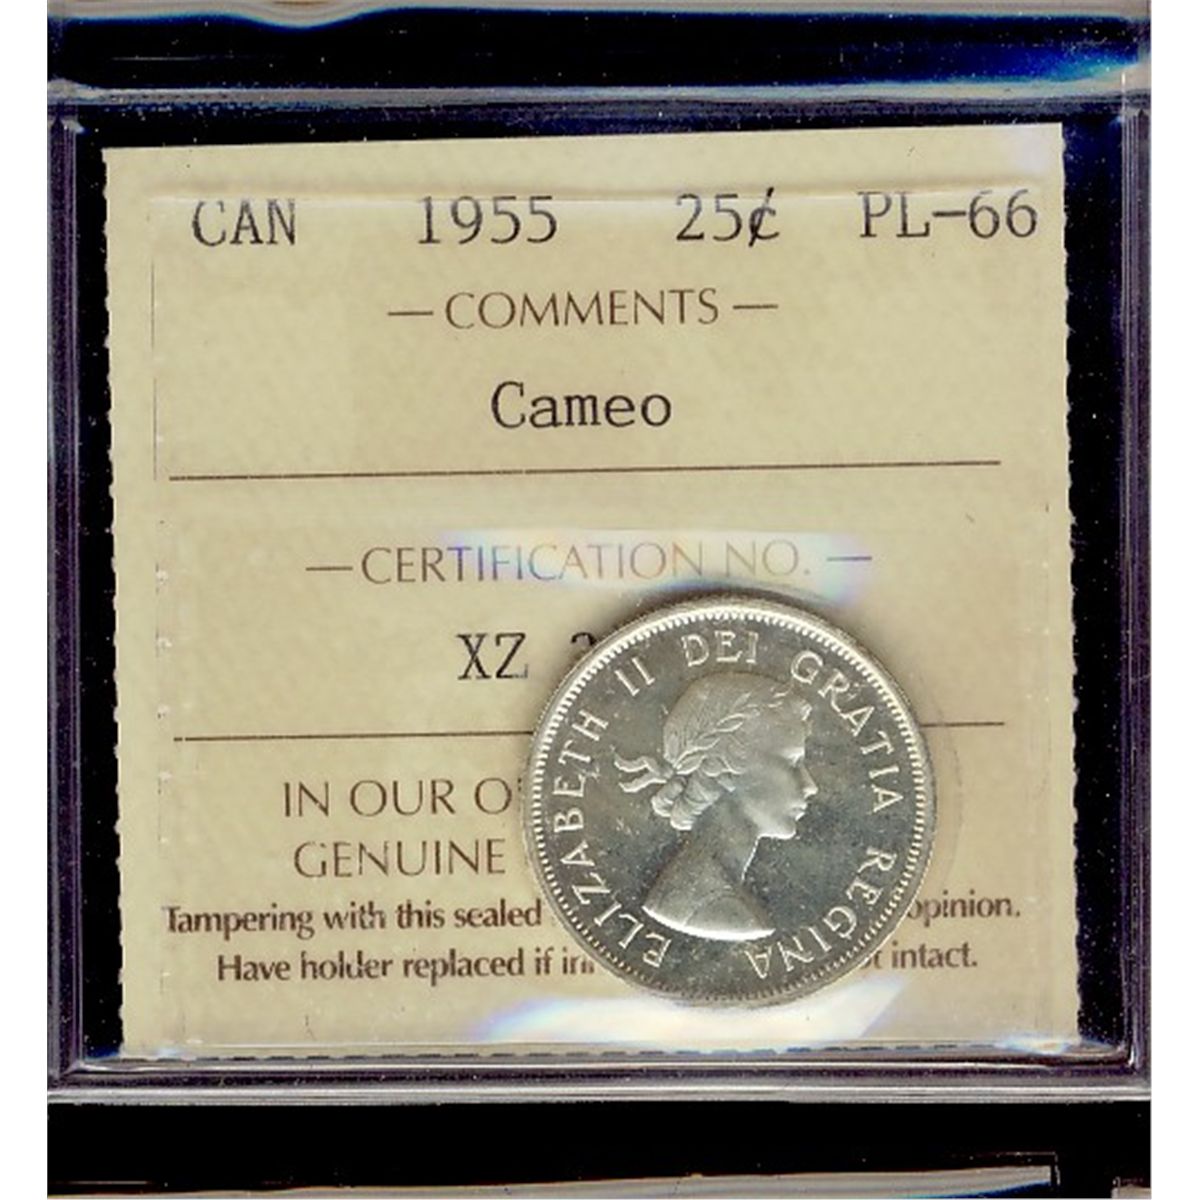 CAN 1955 25¢ PL-66
— COMMENTS —
Cameo
— CERTIFICATION NO. —
XZ
IN OUR
GENUINE
Tampering with this sealed opinion.
Have holder replaced if intact.
ELIZABETH II DEI GRATIA REGINA